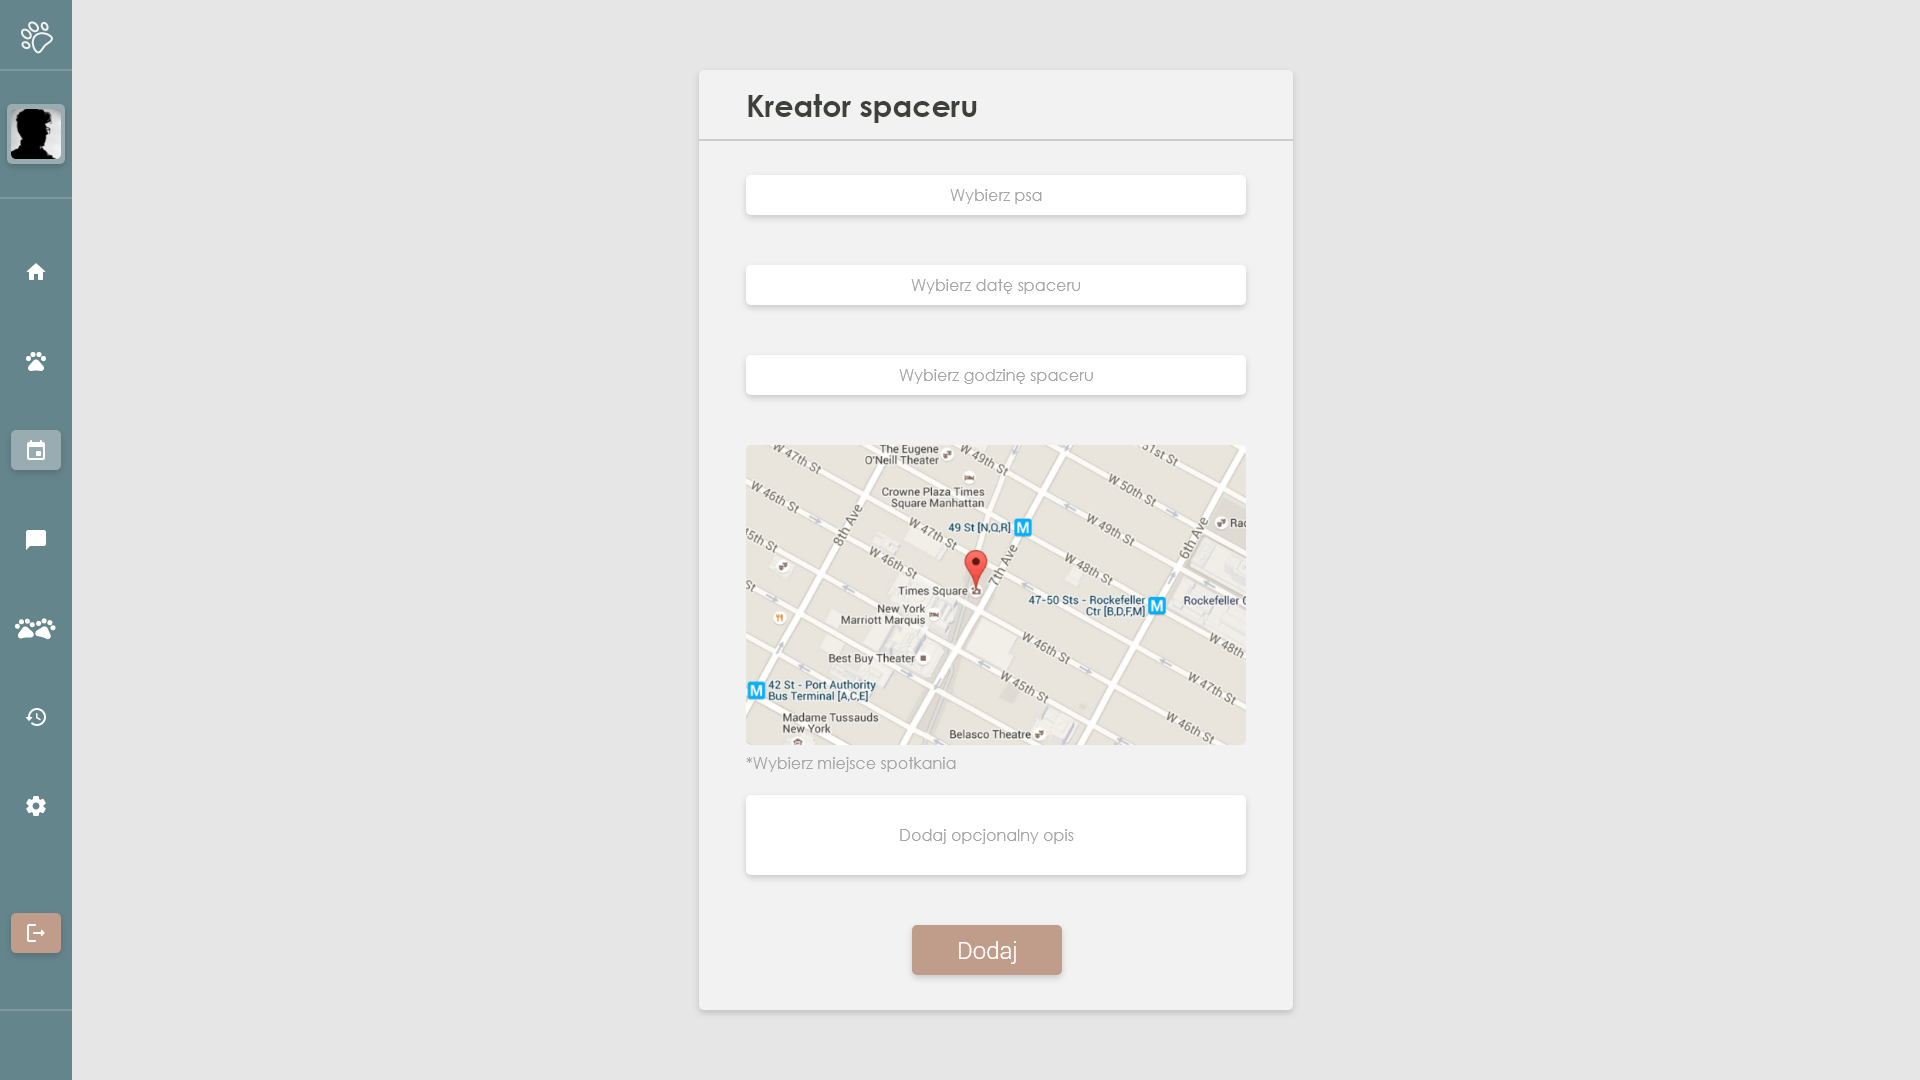 Kreator spaceru
Wybierz psa
Wybierz datę spaceru
Wybierz godzinę spaceru
The Eugene
O'Neill Theater
W 47th St
W 49th St
51st St
Crowne Plaza Times
Square Manhattan
W 46th St
W 50th St
8th Ave
49 St [N,Q,R] M
W 47th St
W 49th St
6th Ave
45th St
W 46th St
7th Ave
W 48th St
Times Square
47-50 Sts - Rockefeller
Ctr [B,D,F,M] M
Rockefeller
New York
Marriott Marquis
W 46th St
W 48th
Best Buy Theater
M 42 St - Port Authority
Bus Terminal [A,C,E]
W 45th St
W 47th St
Madame Tussauds
New York
W 46th St
Belasco Theatre
*Wybierz miejsce spotkania
Dodaj opcjonalny opis
Dodaj